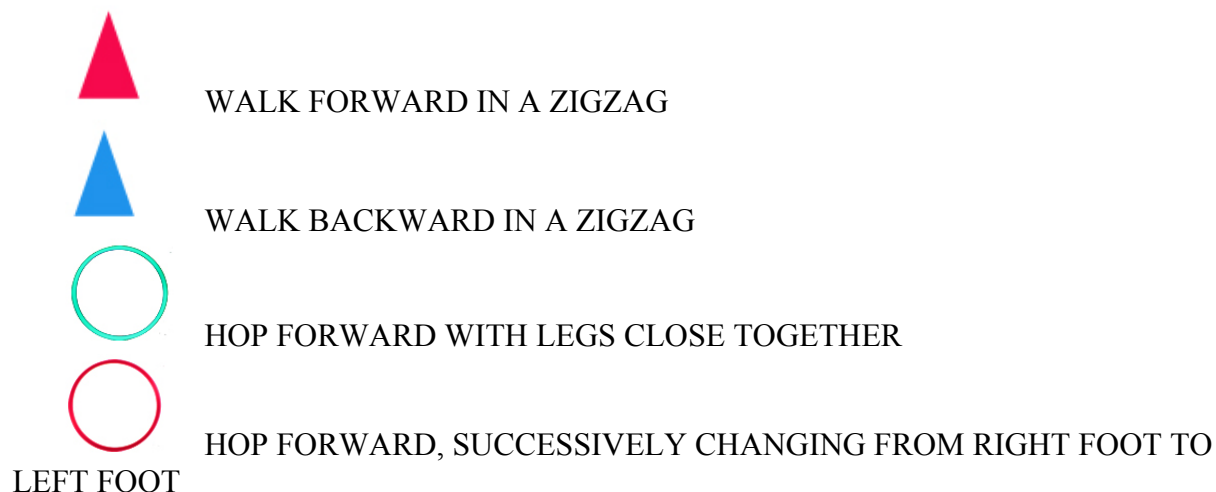 WALK FORWARD IN A ZIGZAG
WALK BACKWARD IN A ZIGZAG
HOP FORWARD WITH LEGS CLOSE TOGETHER
HOP FORWARD, SUCCESSIVELY CHANGING FROM RIGHT FOOT TO
LEFT FOOT